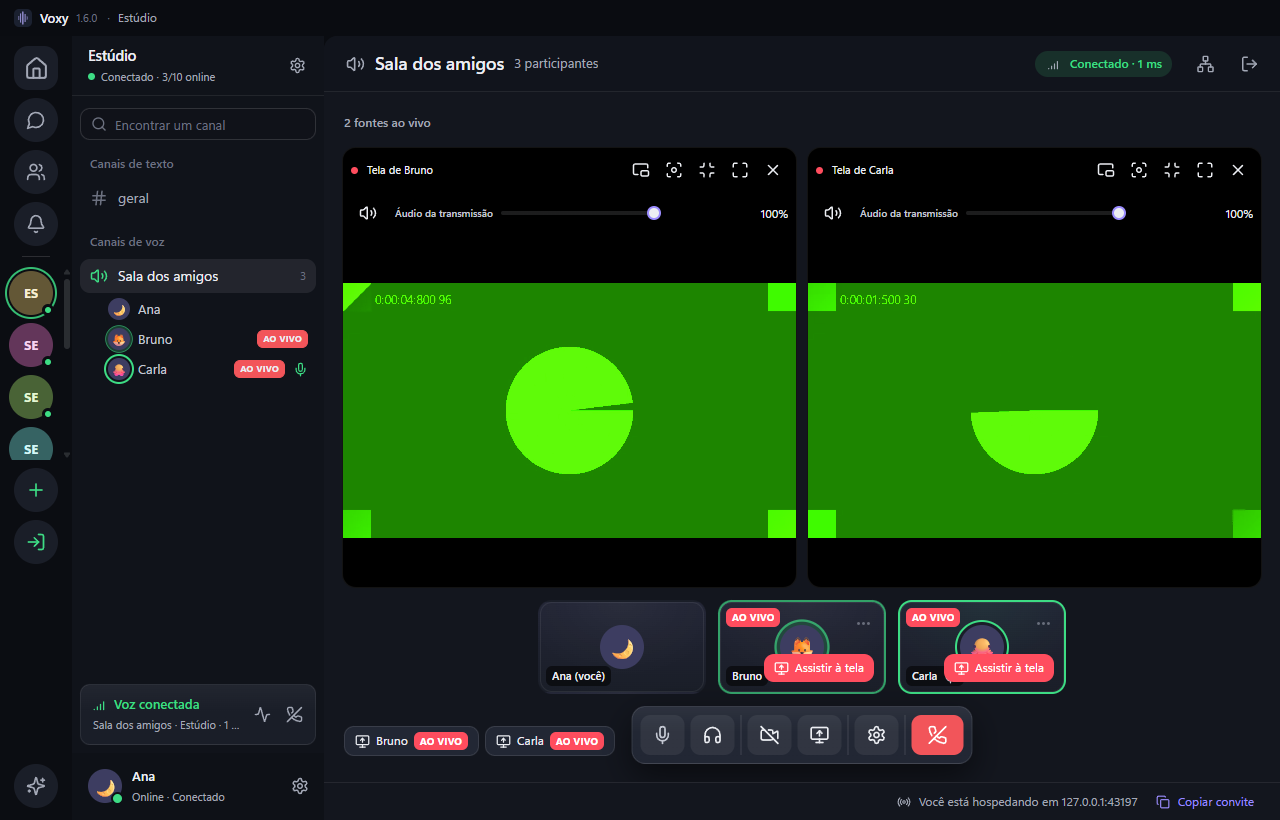 Voxy 1.6.0 · Estúdio
Estúdio
Conectado · 3/10 online
Encontrar um canal
Canais de texto
geral
Canais de voz
Sala dos amigos 3
Ana
Bruno AO VIVO
Carla AO VIVO
ES
SE
SE
SE
Voz conectada
Sala dos amigos · Estúdio · 1 ...
Ana
Online · Conectado
Sala dos amigos 3 participantes
Conectado · 1 ms
2 fontes ao vivo
Tela de Bruno
Áudio da transmissão 100%
0:00:04:800 96
Tela de Carla
Áudio da transmissão 100%
0:00:01:500 30
Ana (você)
AO VIVO
Bruno
Assistir à tela
AO VIVO
Carla
Assistir à tela
Bruno AO VIVO
Carla AO VIVO
Você está hospedando em 127.0.0.1:43197
Copiar convite